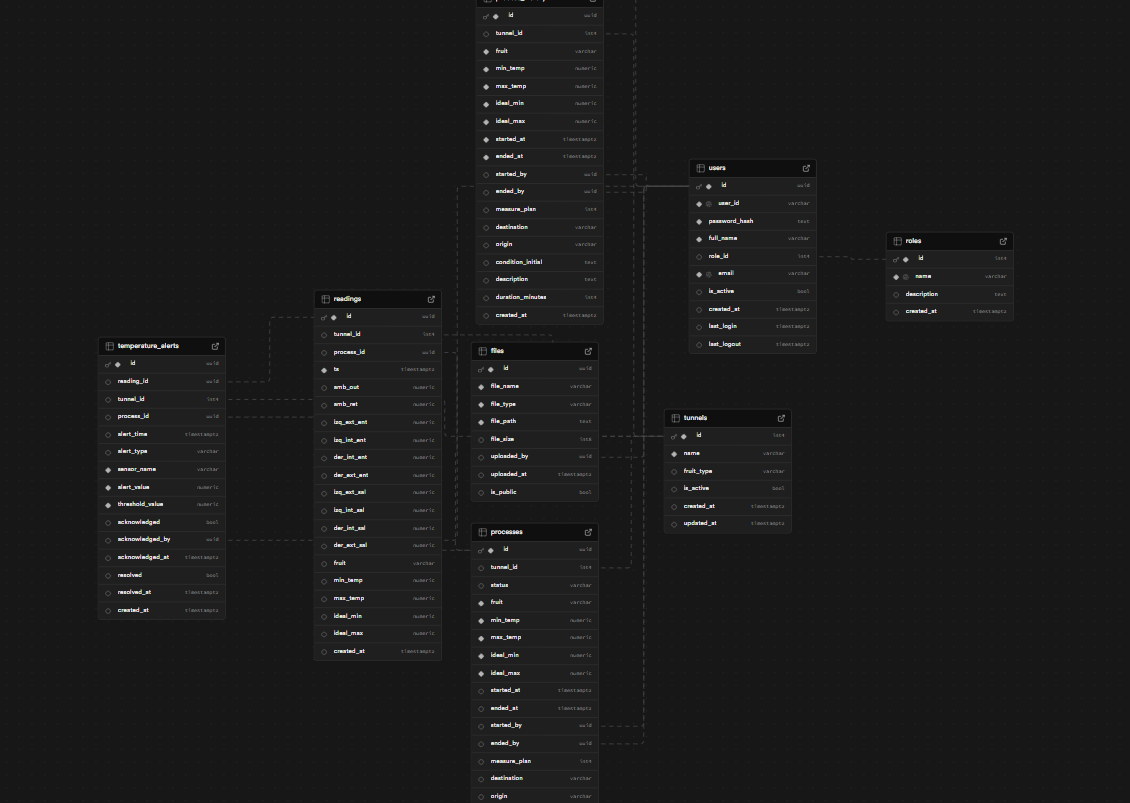 id uuid
tunnel_id int4
fruit varchar
min_temp numeric
max_temp numeric
ideal_min numeric
ideal_max numeric
started_at timestamptz
ended_at timestamptz
started_by uuid
ended_by uuid
measure_plan int4
destination varchar
origin varchar
condition_initial text
description text
duration_minutes int4
created_at timestamptz
users
id uuid
user_id varchar
password_hash text
full_name varchar
role_id int4
email varchar
is_active bool
created_at timestamptz
last_login timestamptz
last_logout timestamptz
roles
id int4
name varchar
description text
created_at timestamptz
readings
id uuid
tunnel_id int4
process_id uuid
ts timestamptz
amb_out numeric
amb_ret numeric
izq_ext_ent numeric
izq_int_ent numeric
der_int_ent numeric
der_ext_ent numeric
izq_ext_sal numeric
izq_int_sal numeric
der_int_sal numeric
der_ext_sal numeric
fruit varchar
min_temp numeric
max_temp numeric
ideal_min numeric
ideal_max numeric
created_at timestamptz
temperature_alerts
id uuid
reading_id uuid
tunnel_id int4
process_id uuid
alert_time timestamptz
alert_type varchar
sensor_name varchar
alert_value numeric
threshold_value numeric
acknowledged bool
acknowledged_by uuid
acknowledged_at timestamptz
resolved bool
resolved_at timestamptz
created_at timestamptz
files
id uuid
file_name varchar
file_type varchar
file_path text
file_size int8
uploaded_by uuid
uploaded_at timestamptz
is_public bool
tunnels
id int4
name varchar
fruit_type varchar
is_active bool
created_at timestamptz
updated_at timestamptz
processes
id uuid
tunnel_id int4
status varchar
fruit varchar
min_temp numeric
max_temp numeric
ideal_min numeric
ideal_max numeric
started_at timestamptz
ended_at timestamptz
started_by uuid
ended_by uuid
measure_plan int4
destination varchar
origin varchar